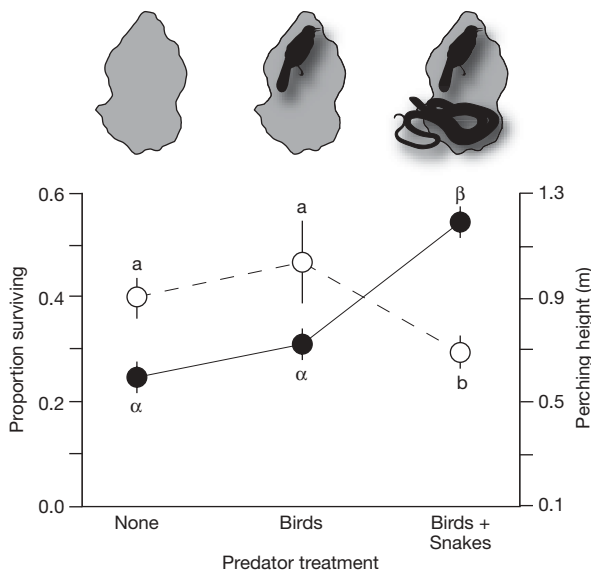 0.6
0.4
0.2
0.0
Proportion surviving
1.3
0.9
0.5
0.1
Perching height (m)
a
a
b
α
α
β
None
Birds
Birds +
Snakes
Predator treatment